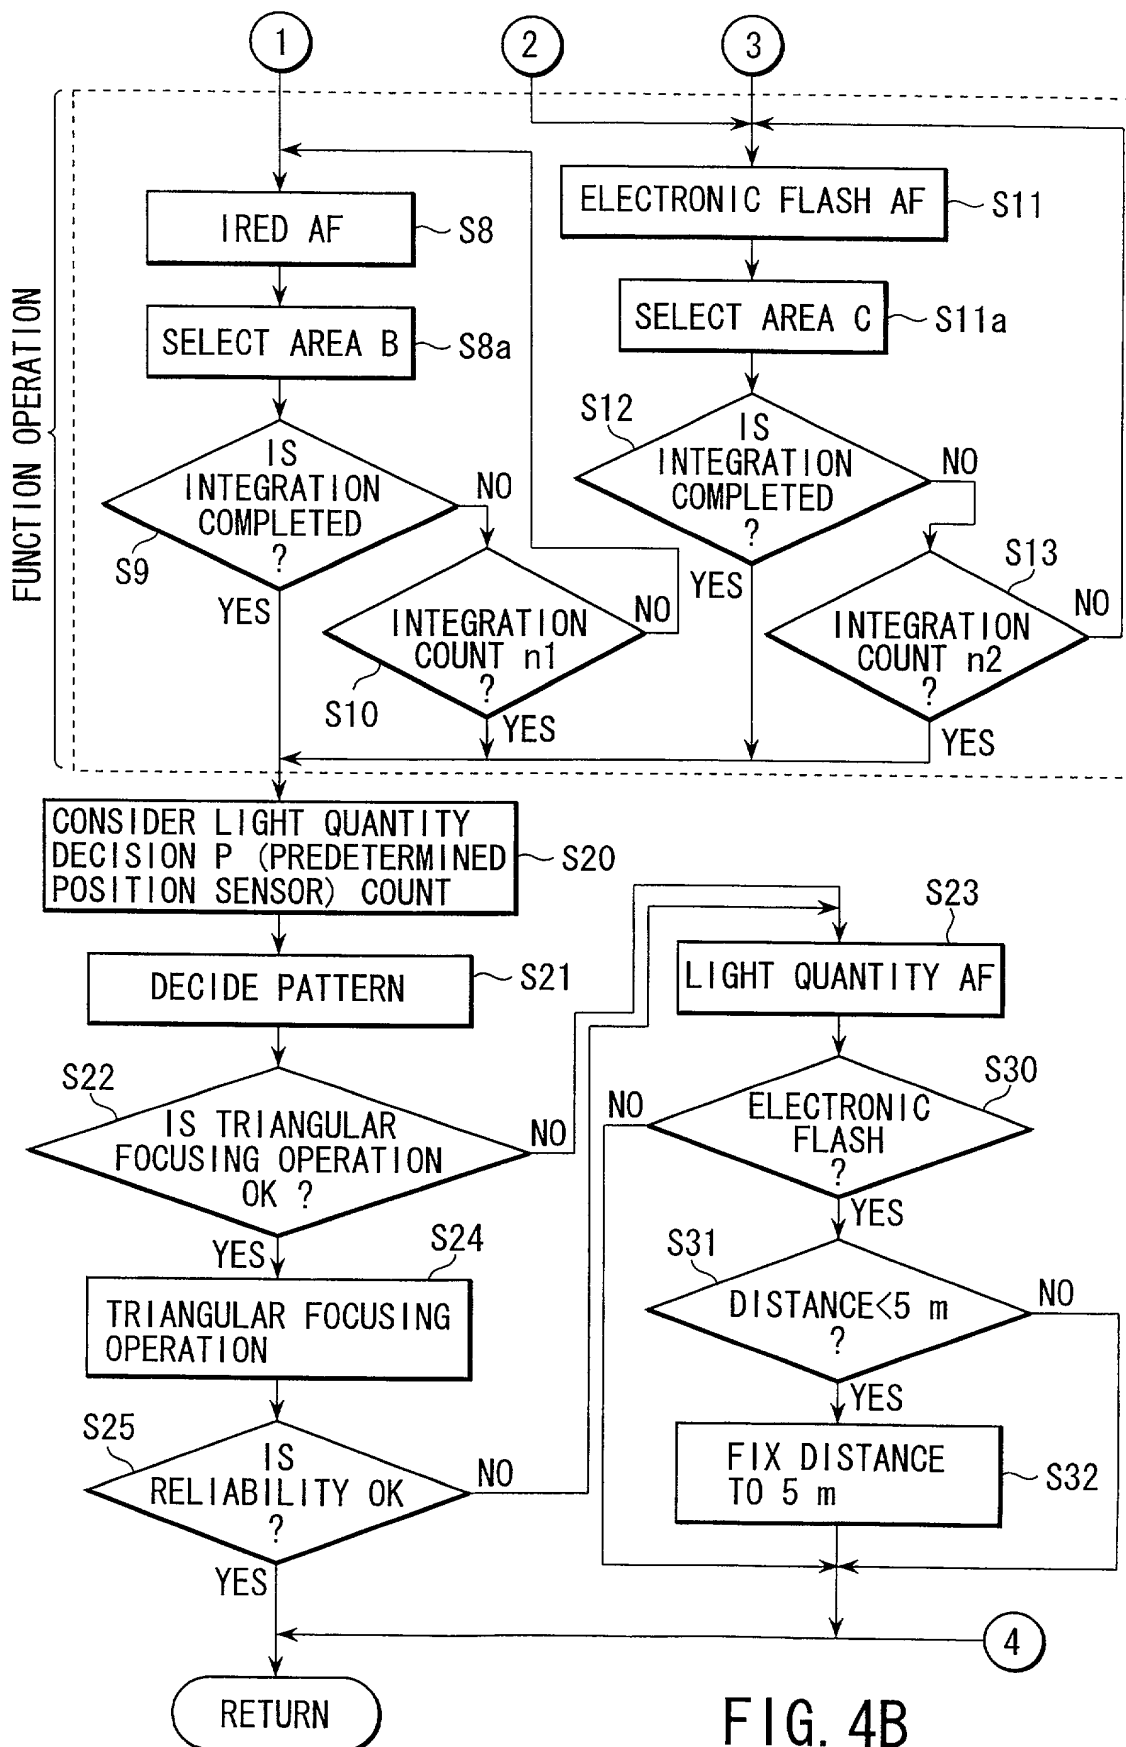 1
2
3
FUNCTION OPERATION
IRED AF
S8
SELECT AREA B
S8a
IS
INTEGRATION
COMPLETED
?
S9
NO
YES
INTEGRATION
COUNT n1
?
S10
NO
YES
ELECTRONIC FLASH AF
S11
SELECT AREA C
S11a
S12
IS
INTEGRATION
COMPLETED
?
NO
YES
S13
INTEGRATION
COUNT n2
?
NO
YES
CONSIDER LIGHT QUANTITY
DECISION P (PREDETERMINED
POSITION SENSOR) COUNT
S20
DECIDE PATTERN
S21
S22
IS TRIANGULAR
FOCUSING OPERATION
OK ?
NO
YES
S24
TRIANGULAR FOCUSING
OPERATION
S25
IS
RELIABILITY OK
?
NO
YES
S23
LIGHT QUANTITY AF
S30
ELECTRONIC
FLASH
?
NO
YES
S31
DISTANCE<5 m
?
NO
YES
FIX DISTANCE
TO 5 m
S32
4
RETURN
FIG. 4B